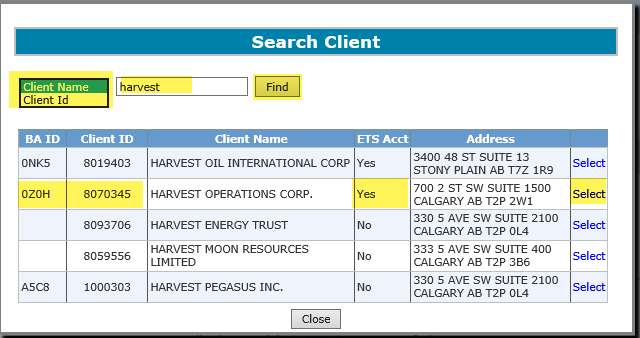 Search Client
Client Name
Client Id
harvest
Find
BA ID Client ID Client Name ETS Acct Address
0NK5 8019403 HARVEST OIL INTERNATIONAL CORP Yes 3400 48 ST SUITE 13
STONY PLAIN AB T7Z 1R9 Select
0Z0H 8070345 HARVEST OPERATIONS CORP. Yes 700 2 ST SW SUITE 1500
CALGARY AB T2P 2W1 Select
8093706 HARVEST ENERGY TRUST No 330 5 AVE SW SUITE 2100
CALGARY AB T2P 0L4 Select
8059556 HARVEST MOON RESOURCES
LIMITED No 333 5 AVE SW SUITE 400
CALGARY AB T2P 3B6 Select
A5C8 1000303 HARVEST PEGASUS INC. No 330 5 AVE SW SUITE 2100
CALGARY AB T2P 0L4 Select
Close